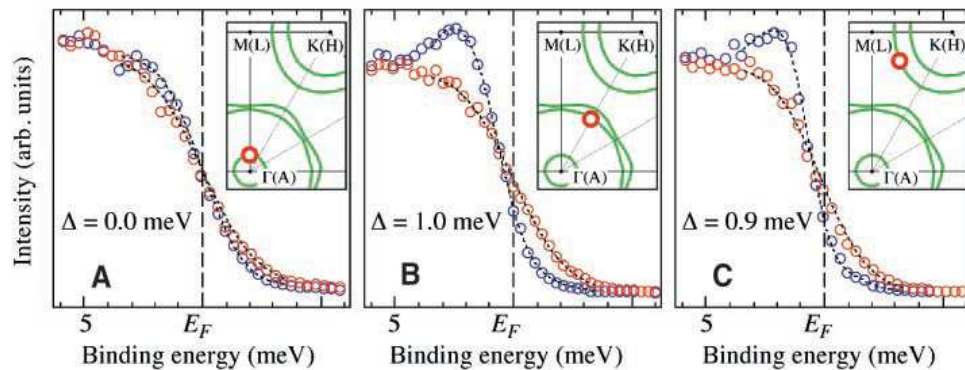 Intensity (arb. units)
M(L) K(H)
Γ(A)
Δ = 0.0 meV
A
5 E_F
Binding energy (meV)
M(L) K(H)
Γ(A)
Δ = 1.0 meV
B
5 E_F
Binding energy (meV)
M(L) K(H)
Γ(A)
Δ = 0.9 meV
C
5 E_F
Binding energy (meV)